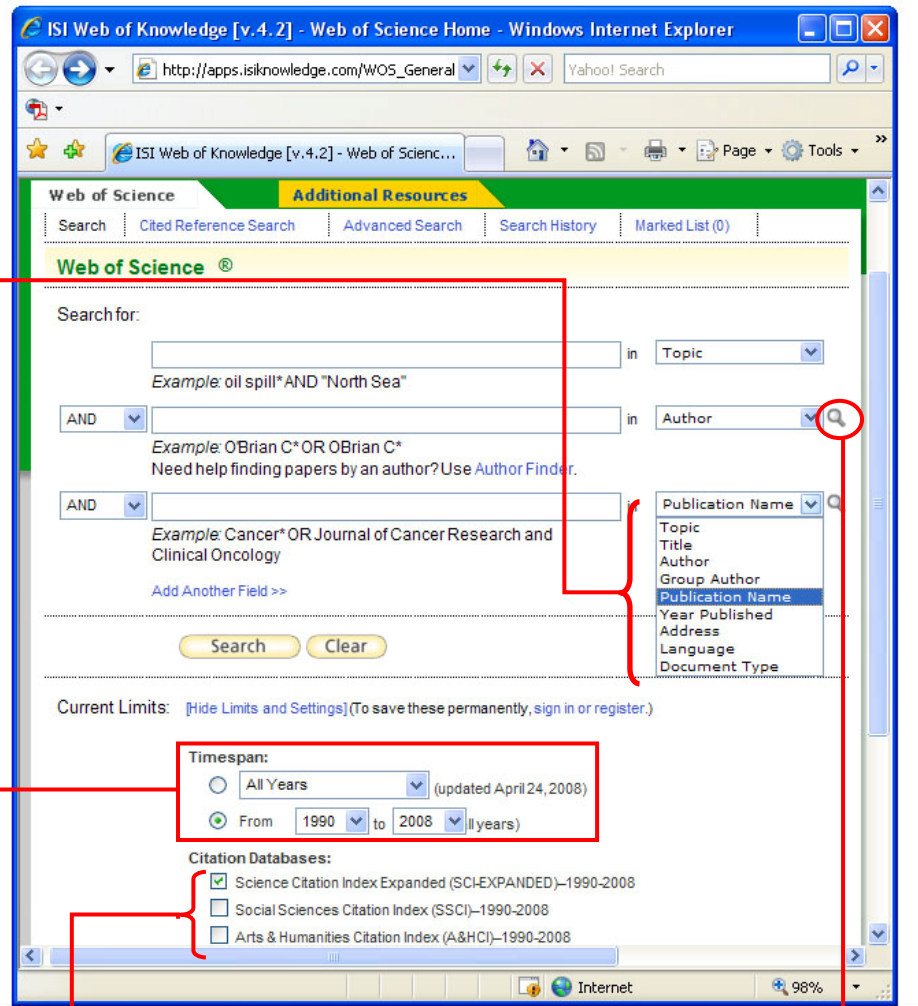 ISI Web of Knowledge [v.4.2] - Web of Science Home - Windows Internet Explorer
http://apps.isiknowledge.com/WOS_General
Yahoo! Search
ISI Web of Knowledge [v.4.2] - Web of Scienc...
Page
Tools
»
Web of Science
Additional Resources
Search
Cited Reference Search
Advanced Search
Search History
Marked List (0)
Web of Science ®
Search for:
in Topic
Example: oil spill* AND "North Sea"
AND
in Author
Example: O'Brian C* OR OBrian C*
Need help finding papers by an author? Use Author Finder.
AND
in Publication Name
Example: Cancer* OR Journal of Cancer Research and
Clinical Oncology
Topic
Title
Author
Group Author
Publication Name
Year Published
Address
Language
Document Type
Add Another Field >>
Search Clear
Current Limits: [Hide Limits and Settings] (To save these permanently, sign in or register.)
Timespan:
All Years (updated April 24, 2008)
From 1990 to 2008 ll years)
Citation Databases:
Science Citation Index Expanded (SCI-EXPANDED)--1990-2008
Social Sciences Citation Index (SSCI)--1990-2008
Arts & Humanities Citation Index (A&HCI)--1990-2008
Internet
98%